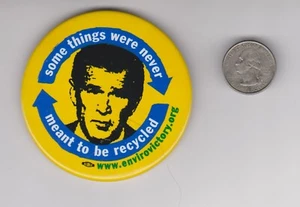 some things were never
meant to be recycled
www.envirovictory.org